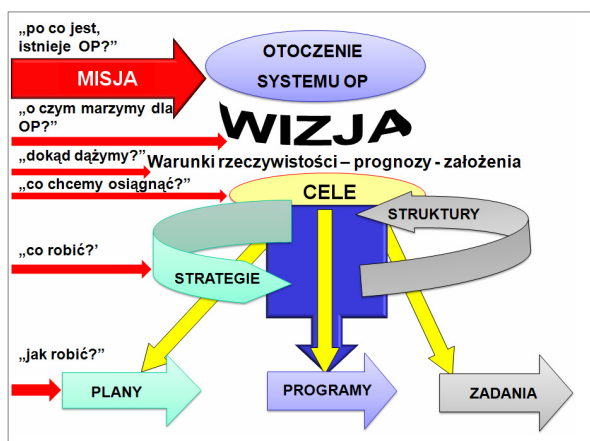 „po co jest,
istnieje OP?”
MISJA
OTOCZENIE
SYSTEMU OP
„o czym marzymy dla
OP?”
WIZJA
„dokąd dążymy?”
Warunki rzeczywistości – prognozy - założenia
„co chcemy osiągnąć?”
CELE
STRUKTURY
„co robić?’
STRATEGIE
„jak robić?”
PLANY
PROGRAMY
ZADANIA